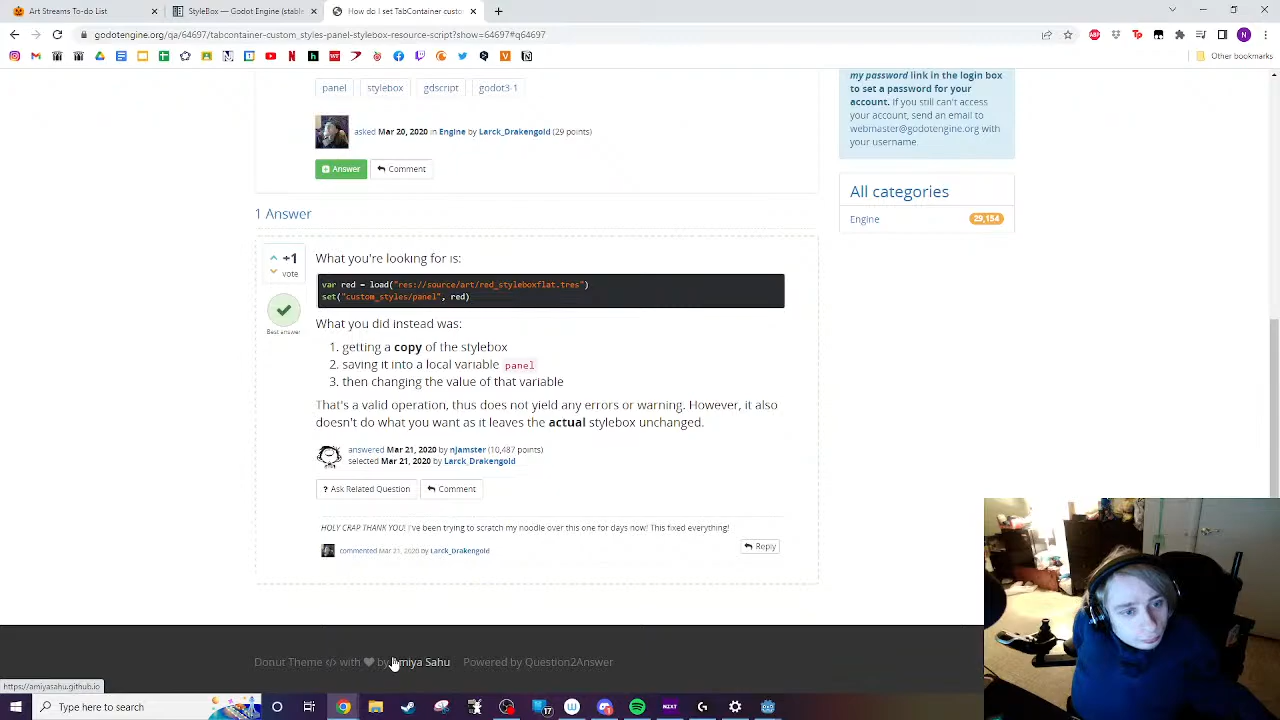 Art Streams To-do List
StyleBox — Godot Engine (stable
How do I set TabContainer custo
godotengine.org/qa/64697/tabcontainer-custom_styles-panel-stylebox-resource-script?show=64697#q64697
Other bookmarks
panel
stylebox
gdscript
godot3-1
asked Mar 20, 2020 in Engine by Larck_Drakengold (29 points)
Answer
Comment
my password link in the login box
to set a password for your
account. If you still can't access
your account, send an email to
webmaster@godotengine.org with
your username.
All categories
Engine
29,154
1 Answer
+1
vote
Best answer
What you're looking for is:
var red = load("res://source/art/red_styleboxflat.tres")
set("custom_styles/panel", red)
What you did instead was:
1. getting a copy of the stylebox
2. saving it into a local variable panel
3. then changing the value of that variable
That's a valid operation, thus does not yield any errors or warning. However, it also
doesn't do what you want as it leaves the actual stylebox unchanged.
answered Mar 21, 2020 by njamster (10,487 points)
selected Mar 21, 2020 by Larck_Drakengold
? Ask Related Question
Comment
HOLY CRAP THANK YOU! I've been trying to scratch my noodle over this one for days now! This fixed everything!
commented Mar 21, 2020 by Larck_Drakengold
Reply
Donut Theme </> with ❤ by Amiya Sahu
Powered by Question2Answer
https://amiyasahu.github.io
Type here to search